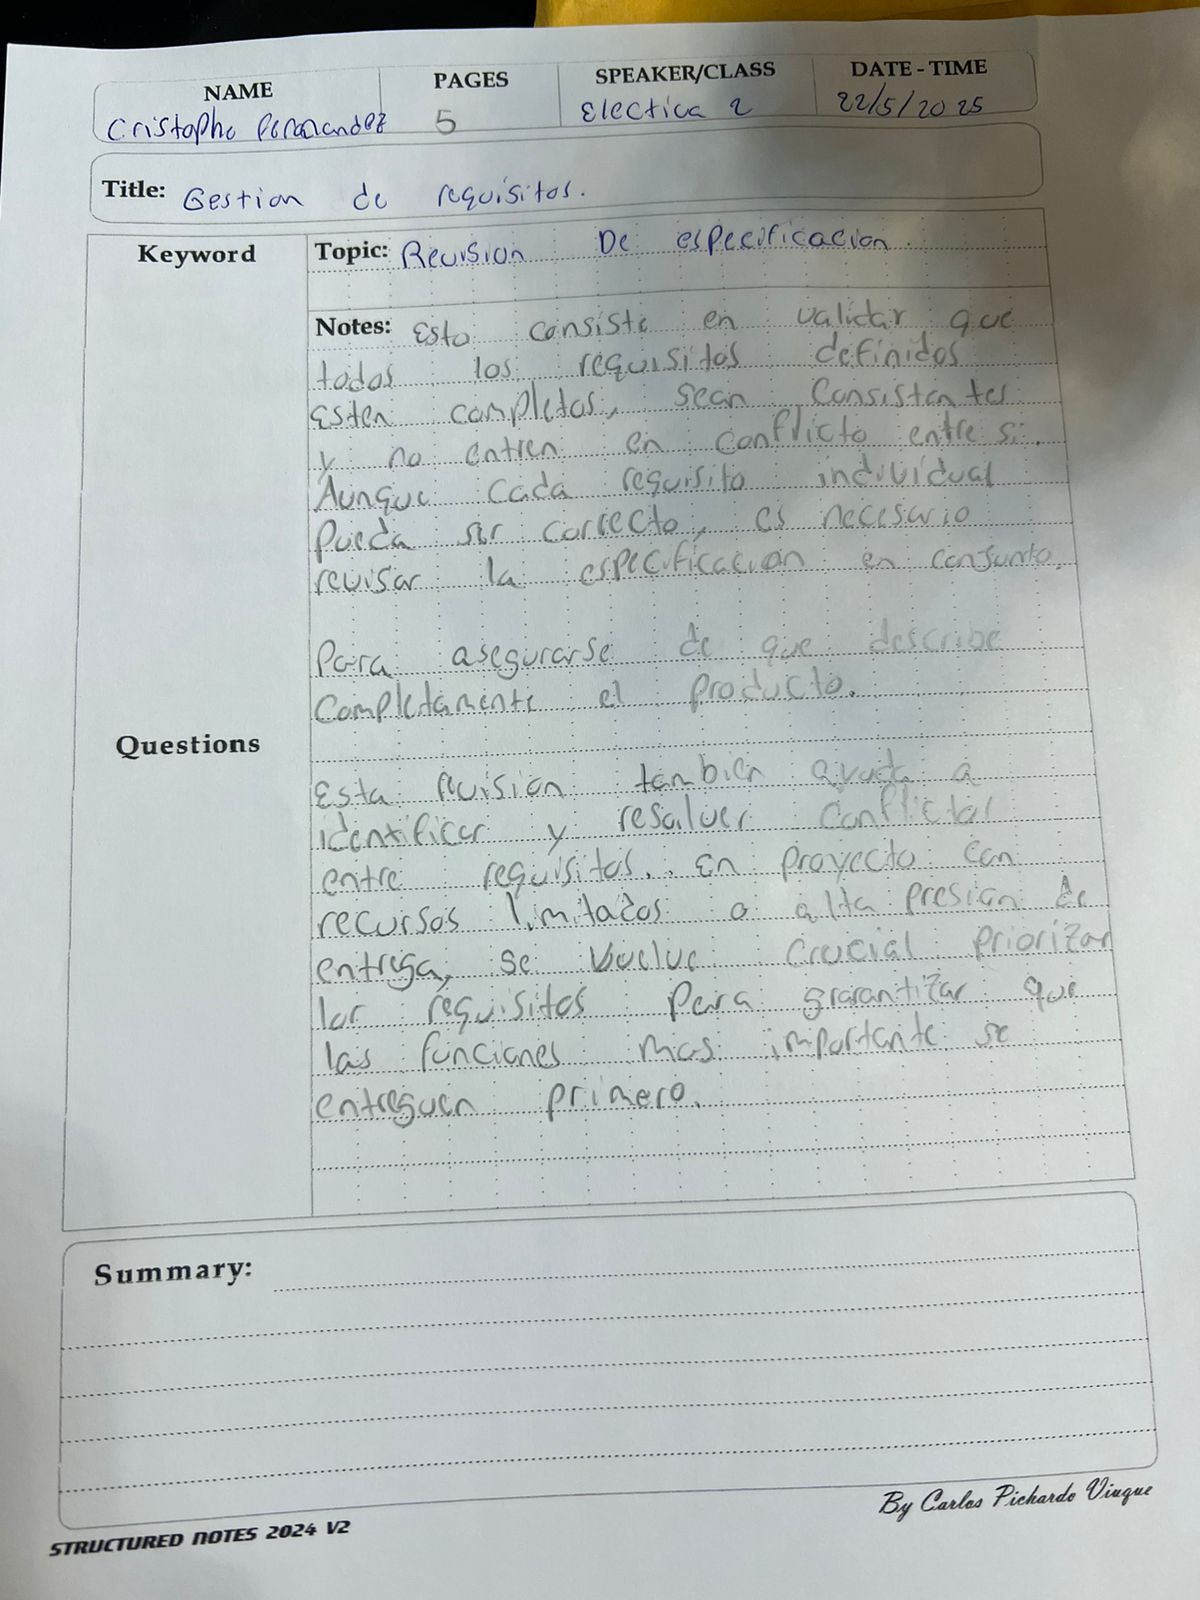 NAME PAGES SPEAKER/CLASS DATE - TIME
Cristophe Fernandez 5 Electica 2 22/5/2025
Title: Gestion de requisitos.
Keyword
Topic: Revision De especificacion.
Notes: Esto consiste en validar que
todos los requisitos definidos
esten completos, sean consistentes
y no entren en conflicto entre si.
Aunque cada requisito individual
Pueda ser correcto, es necesario
revisar la especificacion en conjunto.
Para asegurarse de que describe
completamente el producto.
Questions
Esta revision tambien ayuda a
identificar y resolver conflictos
entre requisitos. En proyecto con
recursos limitados o alta presion de
entrega, se vuelve crucial priorizar
los requisitos para grarantizar que
las funciones mas importante se
entreguen primero.
Summary:
By Carlos Pichardo Viuque
STRUCTURED NOTES 2024 V2